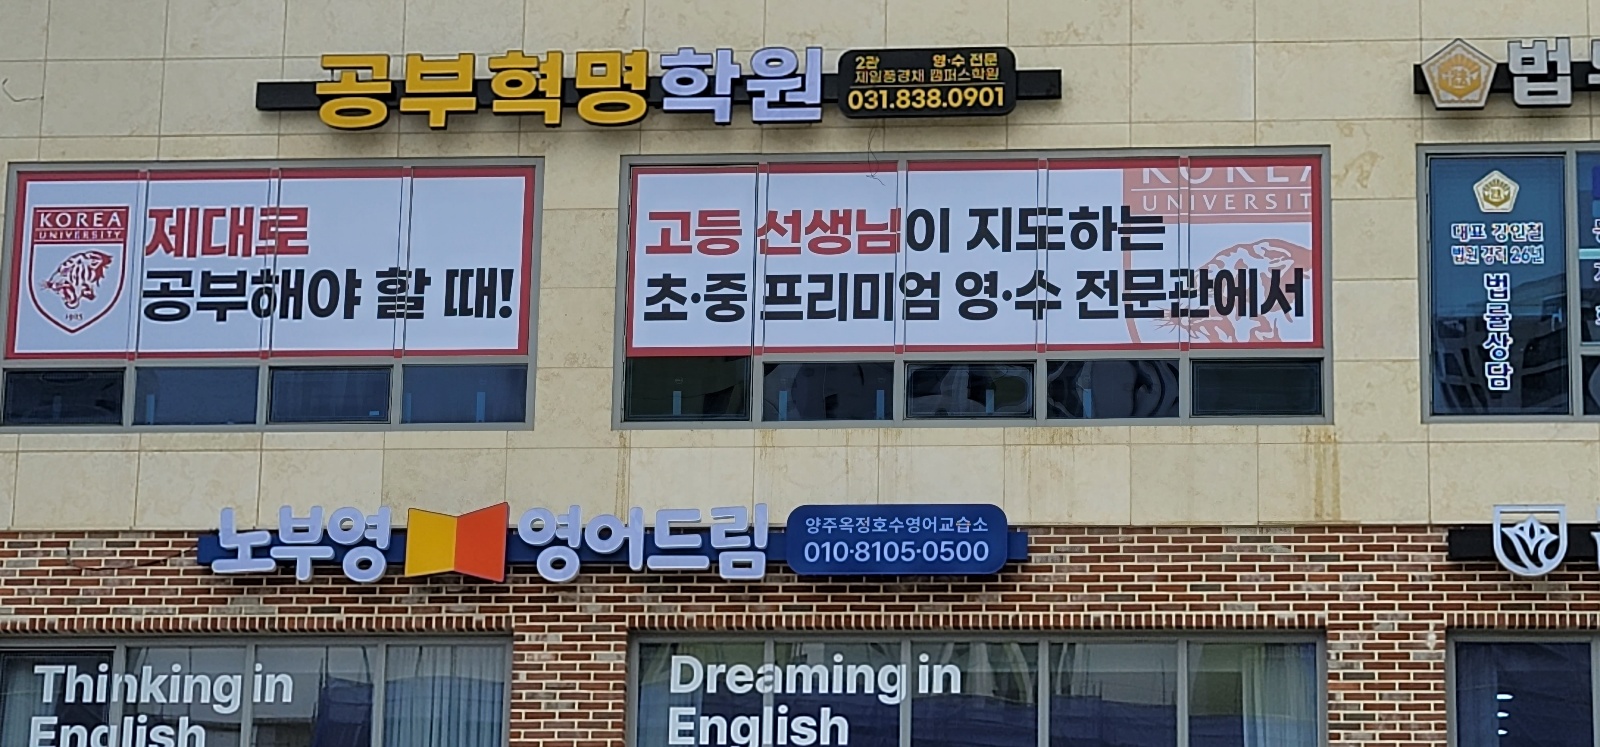 공부혁명학원
2관 영·수 전문
제일풍경채 캠퍼스학원
031.838.0901
법
KOREA
UNIVERSITY
1905
제대로
공부해야 할 때!
KOREA
UNIVERSIT
고등 선생님이 지도하는
초·중 프리미엄 영·수 전문관에서
대표 강인철
법원 경력 26년
법률상담
노부영 영어드림
양주옥정호수영어교습소
010·8105·0500
Thinking in
English
Dreaming in
English